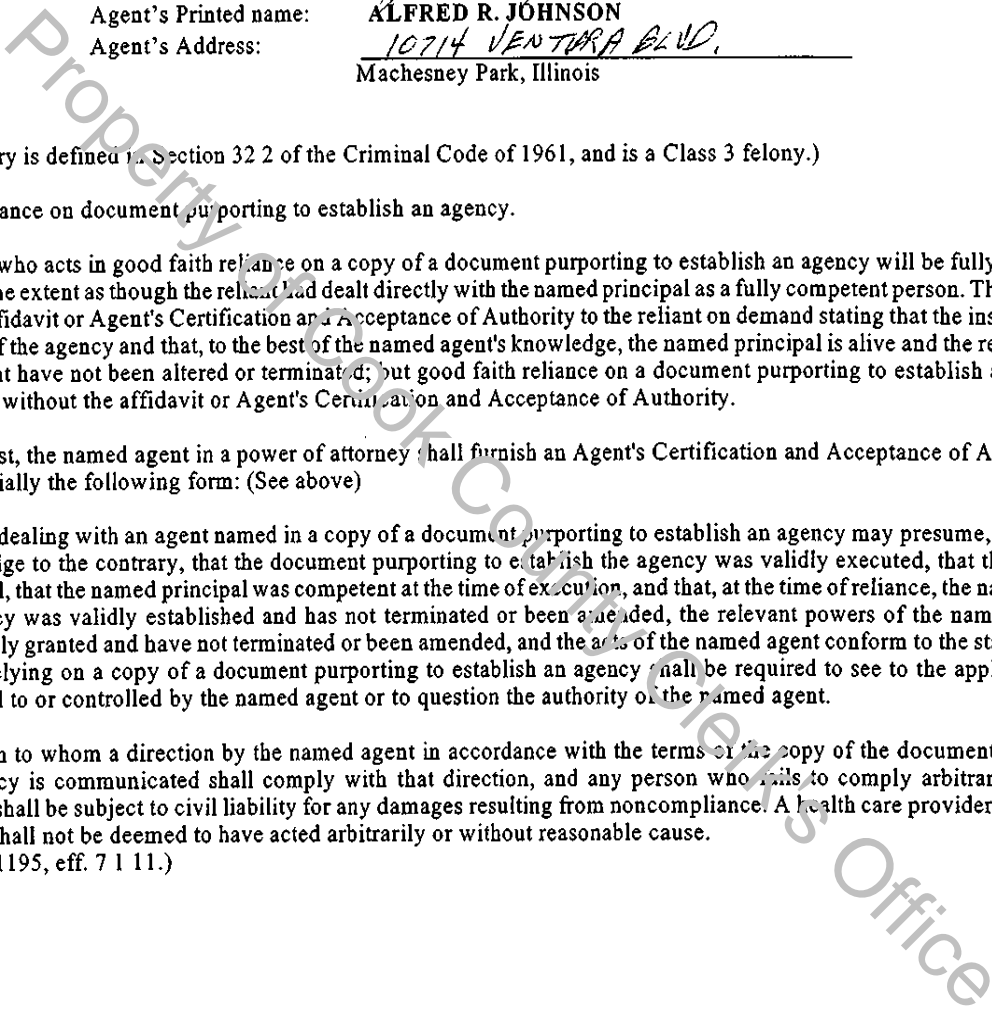 Agent's Printed name: ALFRED R. JOHNSON
Agent's Address: 10714 VENTURA BLVD.
Machesney Park, Illinois
ry is defined in Section 32 2 of the Criminal Code of 1961, and is a Class 3 felony.)
ance on document purporting to establish an agency.
who acts in good faith reliance on a copy of a document purporting to establish an agency will be fully
ne extent as though the reliant had dealt directly with the named principal as a fully competent person. Th
fidavit or Agent's Certification and Acceptance of Authority to the reliant on demand stating that the ins
f the agency and that, to the best of the named agent's knowledge, the named principal is alive and the re
nt have not been altered or terminated; but good faith reliance on a document purporting to establish a
without the affidavit or Agent's Certification and Acceptance of Authority.
st, the named agent in a power of attorney shall furnish an Agent's Certification and Acceptance of A
ially the following form: (See above)
dealing with an agent named in a copy of a document purporting to establish an agency may presume,
ge to the contrary, that the document purporting to establish the agency was validly executed, that th
l, that the named principal was competent at the time of execution, and that, at the time of reliance, the na
cy was validly established and has not terminated or been amended, the relevant powers of the nam
ly granted and have not terminated or been amended, and the acts of the named agent conform to the st
elying on a copy of a document purporting to establish an agency shall be required to see to the appl
l to or controlled by the named agent or to question the authority of the named agent.
n to whom a direction by the named agent in accordance with the terms of the copy of the document
cy is communicated shall comply with that direction, and any person who fails to comply arbitrar
shall be subject to civil liability for any damages resulting from noncompliance. A health care provider
hall not be deemed to have acted arbitrarily or without reasonable cause.
1195, eff. 7 1 11.)
Property of Cook County Clerk's Office